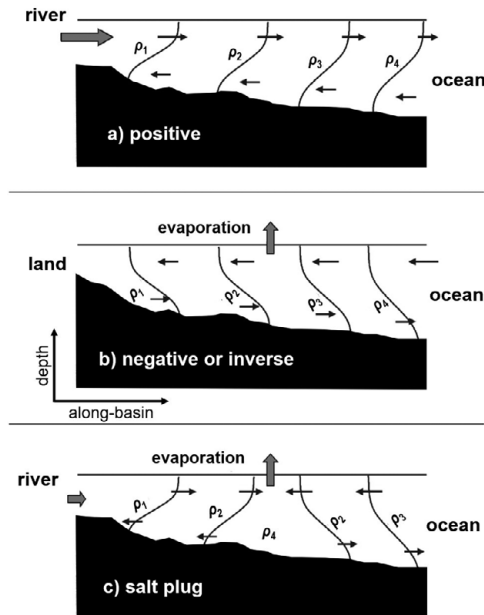 river
ρ1 ρ2 ρ3 ρ4
ocean
a) positive
evaporation
land
ρ1 ρ2 ρ3 ρ4
ocean
b) negative or inverse
depth
along-basin
evaporation
river
ρ1 ρ2 ρ4 ρ2 ρ3
ocean
c) salt plug